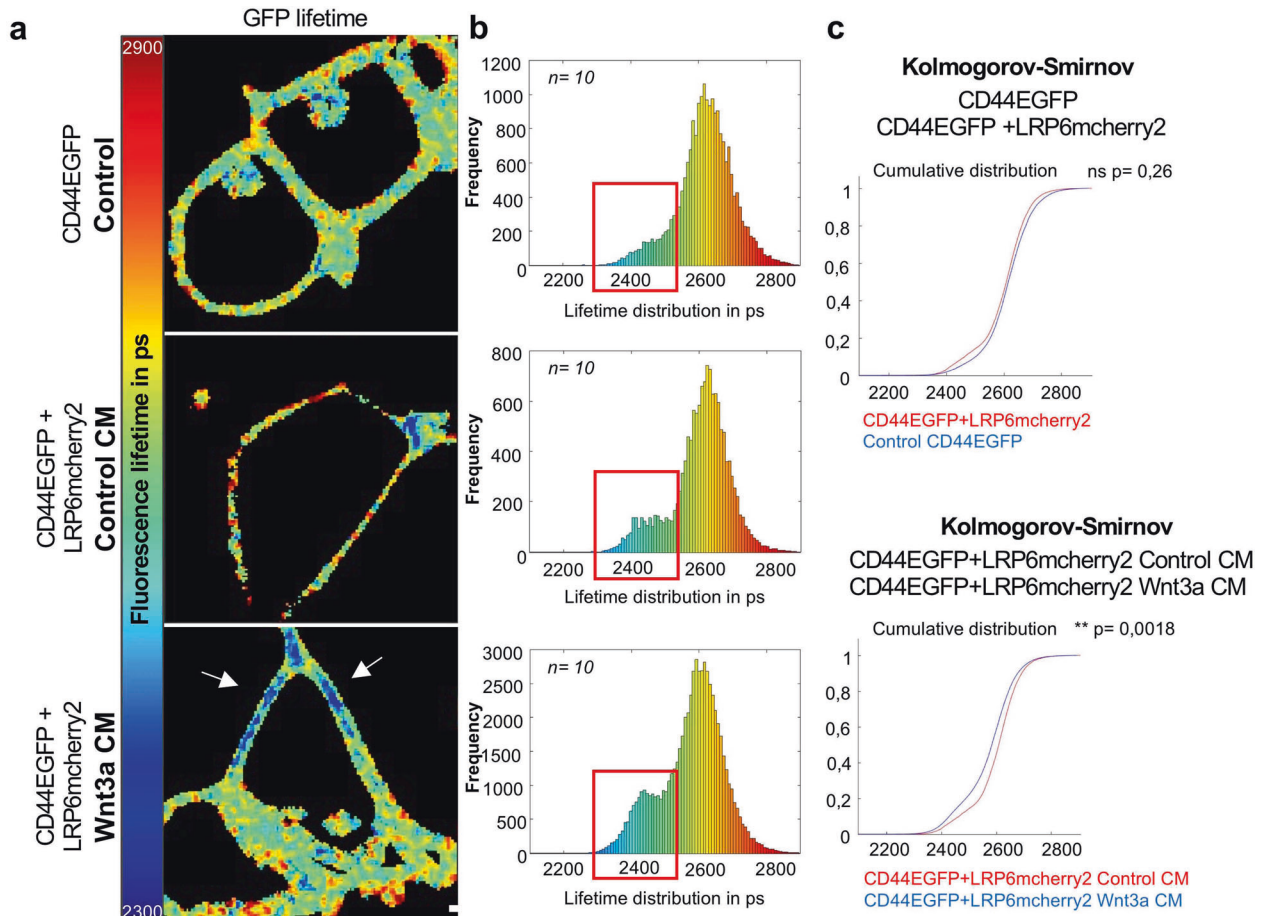 a
GFP lifetime
2900
Fluorescence lifetime in ps
2300
CD44EGFP
Control
CD44EGFP +
LRP6mcherry2
Control CM
CD44EGFP +
LRP6mcherry2
Wnt3a CM
b
n= 10
Frequency
1200
1000
800
600
400
200
0
2200 2400 2600 2800
Lifetime distribution in ps
n= 10
Frequency
800
600
400
200
0
2200 2400 2600 2800
Lifetime distribution in ps
n= 10
Frequency
3000
2500
2000
1500
1000
500
0
2200 2400 2600 2800
Lifetime distribution in ps
c
Kolmogorov-Smirnov
CD44EGFP
CD44EGFP +LRP6mcherry2
Cumulative distribution ns p= 0,26
1
0,8
0,6
0,4
0,2
0
2200 2400 2600 2800
CD44EGFP+LRP6mcherry2
Control CD44EGFP
Kolmogorov-Smirnov
CD44EGFP+LRP6mcherry2 Control CM
CD44EGFP+LRP6mcherry2 Wnt3a CM
Cumulative distribution ** p= 0,0018
1
0,8
0,6
0,4
0,2
0
2200 2400 2600 2800
CD44EGFP+LRP6mcherry2 Control CM
CD44EGFP+LRP6mcherry2 Wnt3a CM